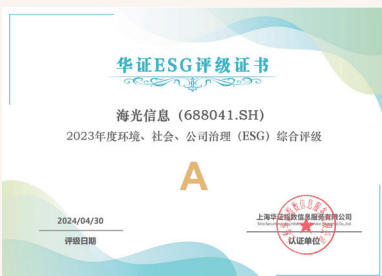 华证ESG评级证书
海光信息（688041.SH）
2023年度环境、社会、公司治理（ESG）综合评级
A
2024/04/30
评级日期
上海华证指数信息服务有限公司
认证单位